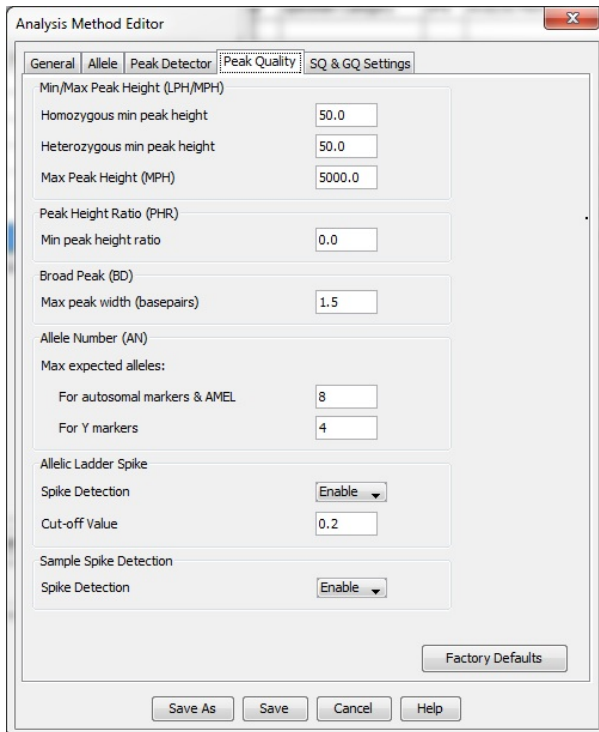 Analysis Method Editor
General Allele Peak Detector Peak Quality SQ & GQ Settings
Min/Max Peak Height (LPH/MPH)
Homozygous min peak height 50.0
Heterozygous min peak height 50.0
Max Peak Height (MPH) 5000.0
Peak Height Ratio (PHR)
Min peak height ratio 0.0
Broad Peak (BD)
Max peak width (basepairs) 1.5
Allele Number (AN)
Max expected alleles:
For autosomal markers & AMEL 8
For Y markers 4
Allelic Ladder Spike
Spike Detection Enable
Cut-off Value 0.2
Sample Spike Detection
Spike Detection Enable
Factory Defaults
Save As Save Cancel Help